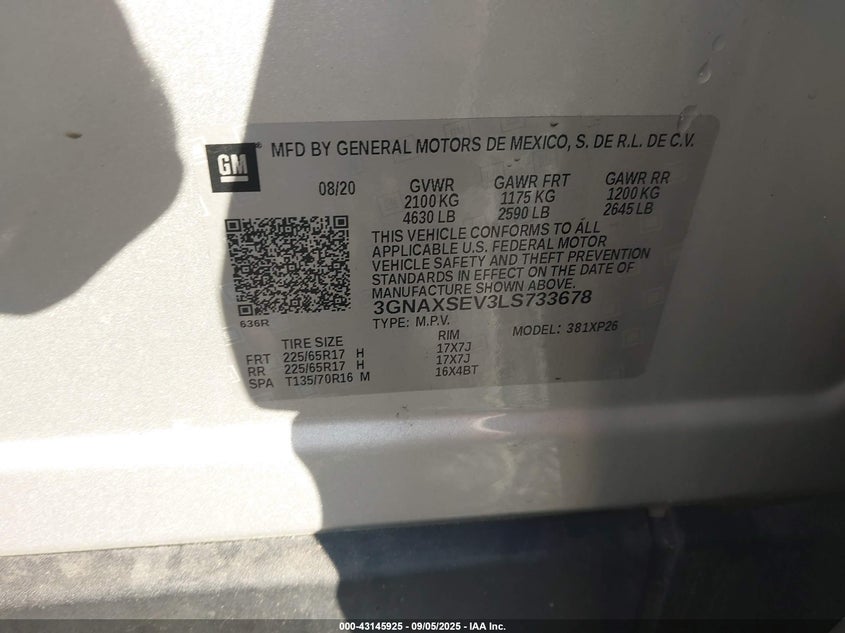 GM® MFD BY GENERAL MOTORS DE MEXICO, S. DE R.L. DE C.V.
08/20 GVWR GAWR FRT GAWR RR
2100 KG 1175 KG 1200 KG
4630 LB 2590 LB 2645 LB
THIS VEHICLE CONFORMS TO ALL
APPLICABLE U.S. FEDERAL MOTOR
VEHICLE SAFETY AND THEFT PREVENTION
STANDARDS IN EFFECT ON THE DATE OF
MANUFACTURE SHOWN ABOVE.
3GNAXSEV3LS733678
636R
TYPE: M.P.V. MODEL: 381XP26
TIRE SIZE RIM
FRT 225/65R17 H 17X7J
RR 225/65R17 H 17X7J
SPA T135/70R16 M 16X4BT
000-43145925 - 09/05/2025 - IAA Inc.